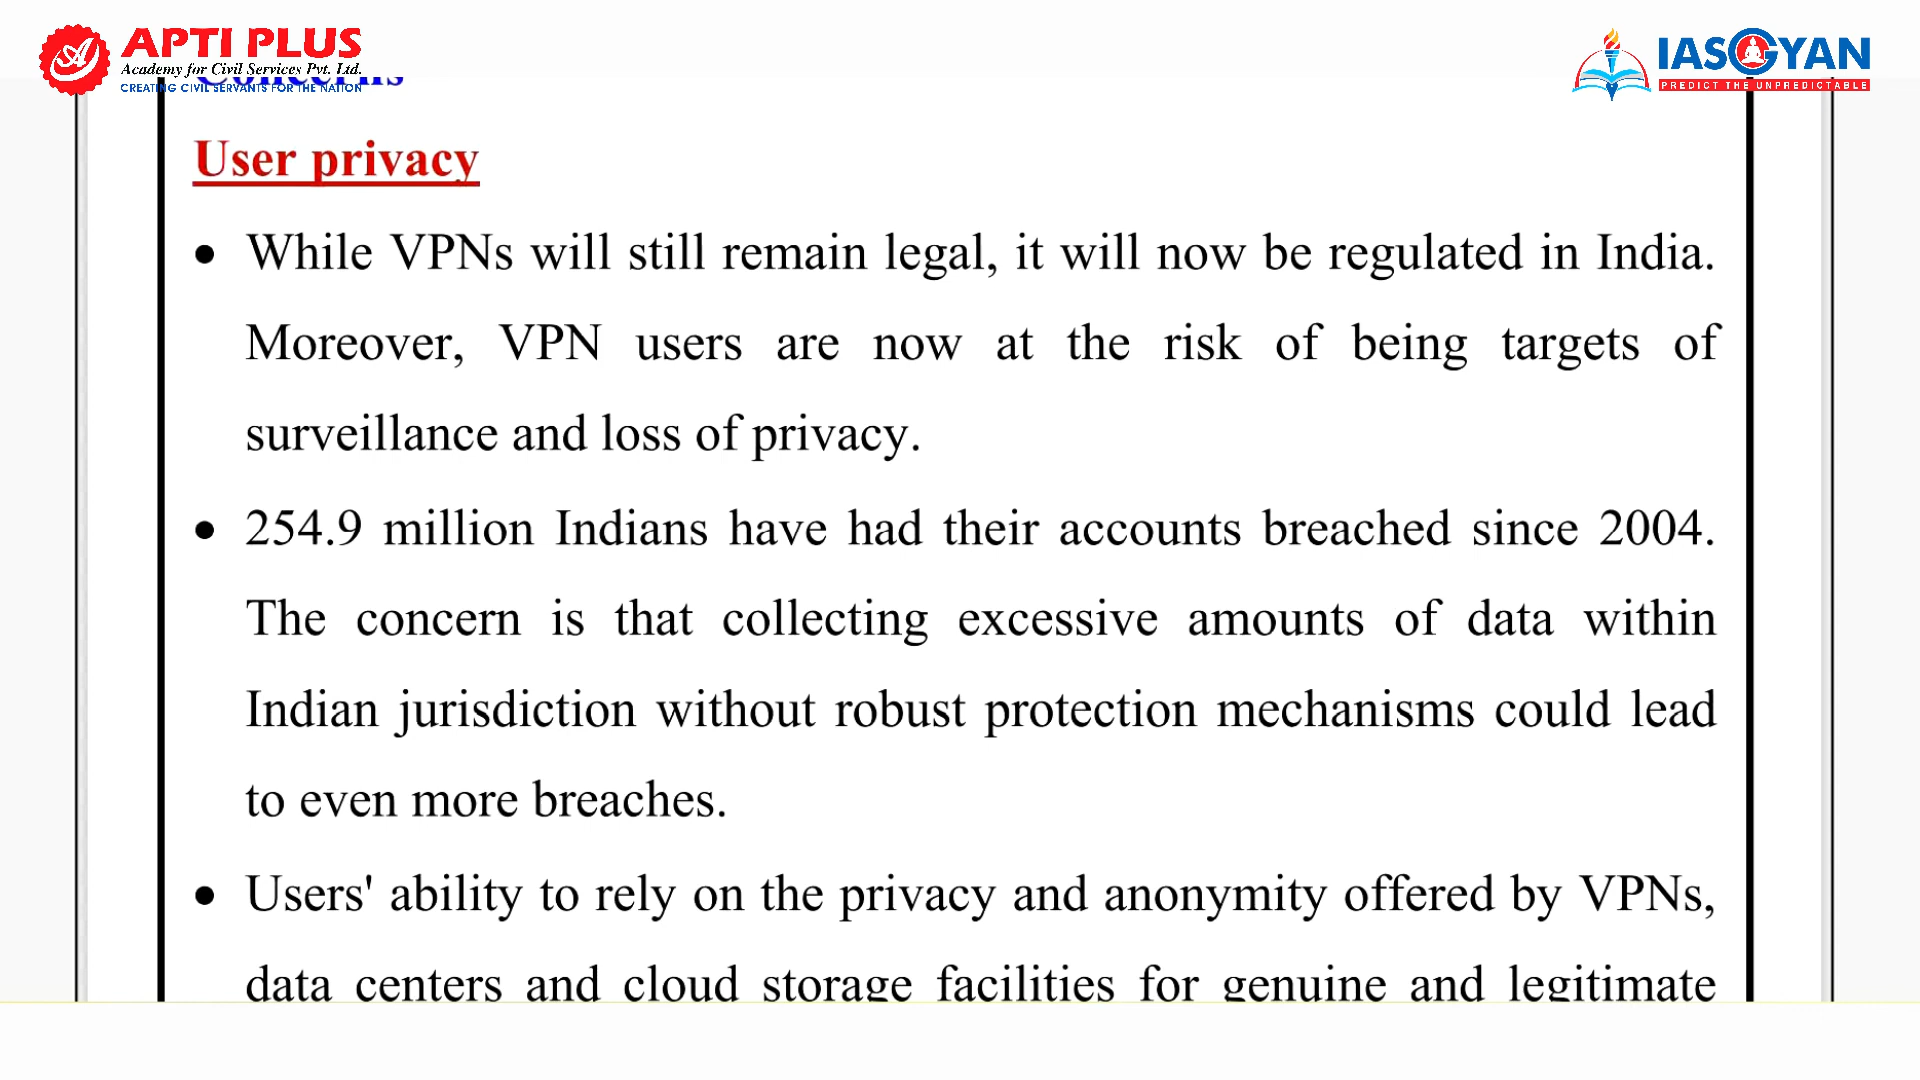 APTI PLUS
Academy for Civil Services Pvt. Ltd.
CREATING CIVIL SERVANTS FOR THE NATION
IASGYAN
PREDICT THE UNPREDICTABLE
Concerns
User privacy
• While VPNs will still remain legal, it will now be regulated in India.
Moreover, VPN users are now at the risk of being targets of
surveillance and loss of privacy.
• 254.9 million Indians have had their accounts breached since 2004.
The concern is that collecting excessive amounts of data within
Indian jurisdiction without robust protection mechanisms could lead
to even more breaches.
• Users' ability to rely on the privacy and anonymity offered by VPNs,
data centers and cloud storage facilities for genuine and legitimate